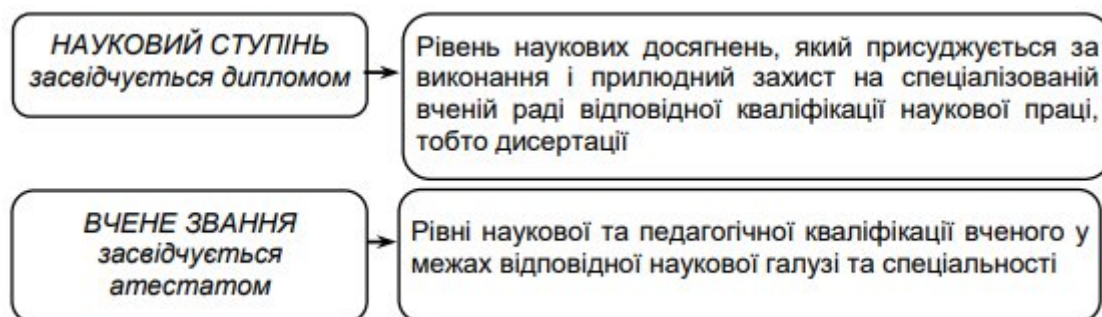 НАУКОВИЙ СТУПІНЬ
засвідчується дипломом
Рівень наукових досягнень, який присуджується за
виконання і прилюдний захист на спеціалізованій
вченій раді відповідної кваліфікації наукової праці,
тобто дисертації
ВЧЕНЕ ЗВАННЯ
засвідчується
атестатом
Рівні наукової та педагогічної кваліфікації вченого у
межах відповідної наукової галузі та спеціальності